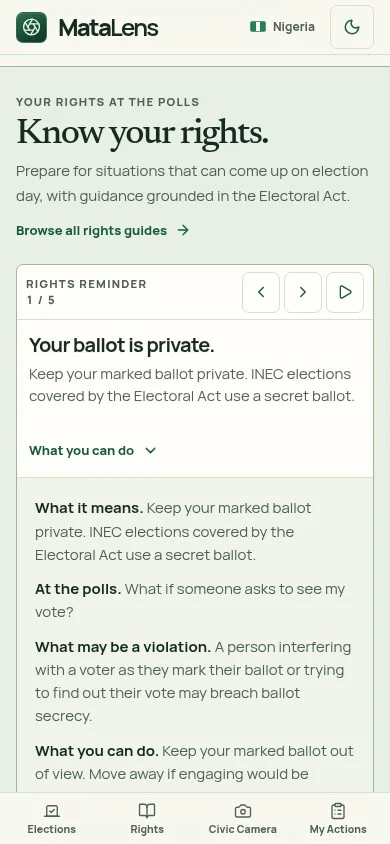 MataLens
Nigeria
YOUR RIGHTS AT THE POLLS
Know your rights.
Prepare for situations that can come up on election
day, with guidance grounded in the Electoral Act.
Browse all rights guides
RIGHTS REMINDER
1 / 5
Your ballot is private.
Keep your marked ballot private. INEC elections
covered by the Electoral Act use a secret ballot.
What you can do
What it means. Keep your marked ballot
private. INEC elections covered by the
Electoral Act use a secret ballot.
At the polls. What if someone asks to see my
vote?
What may be a violation. A person interfering
with a voter as they mark their ballot or trying
to find out their vote may breach ballot
secrecy.
What you can do. Keep your marked ballot out
of view. Move away if engaging would be
Elections
Rights
Civic Camera
My Actions